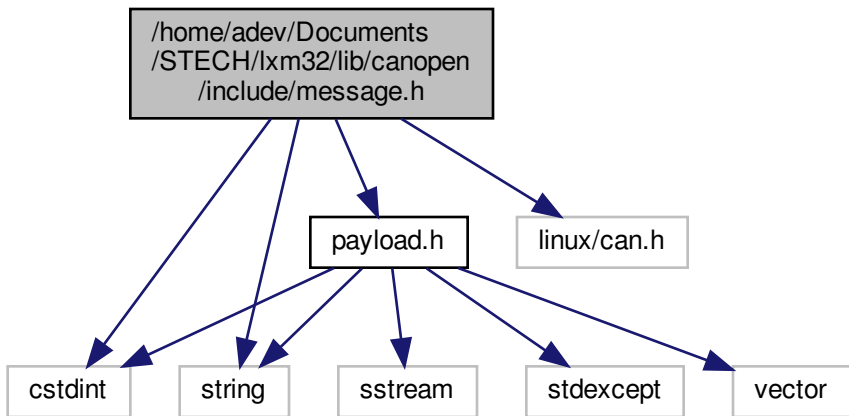 /home/adev/Documents
/STECH/lxm32/lib/canopen
/include/message.h
payload.h
linux/can.h
cstdint
string
sstream
stdexcept
vector